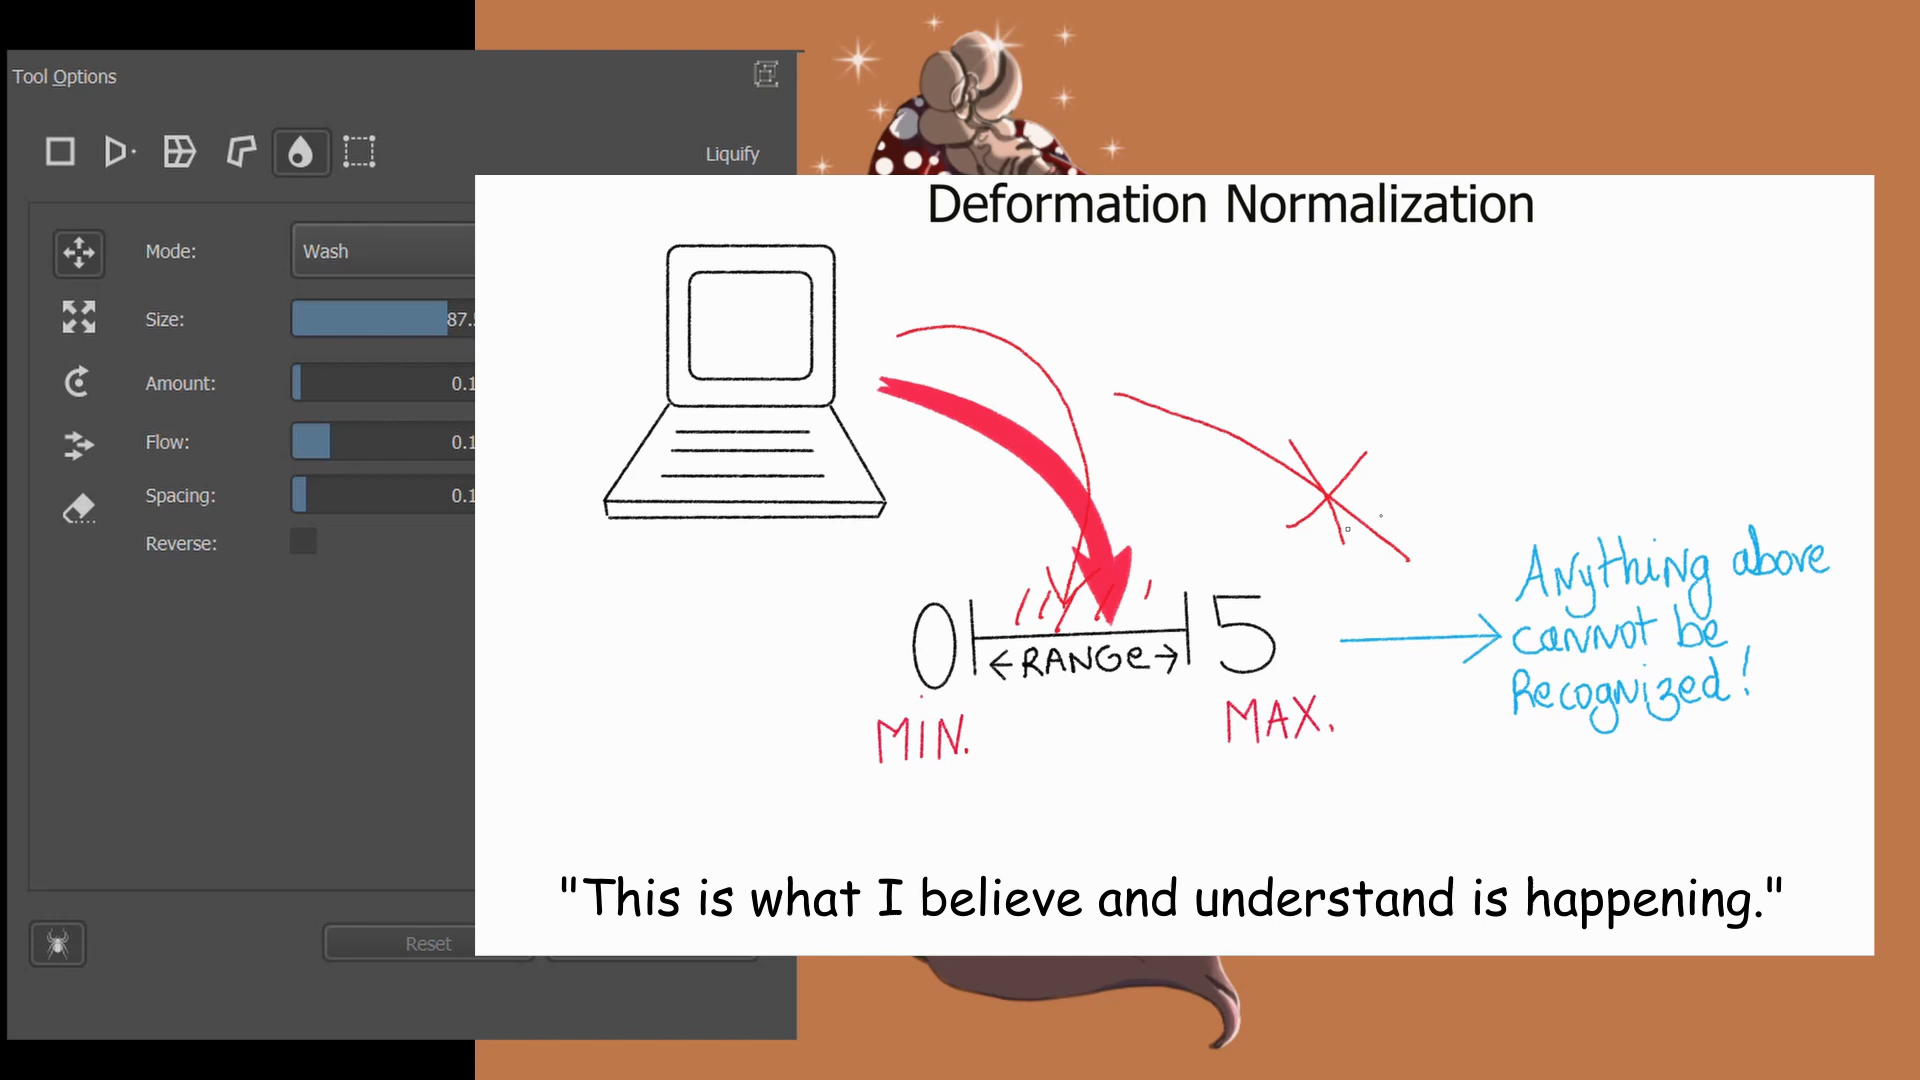 Tool Options
Liquify
Mode:
Wash
Size:
87.5
Amount:
0.1
Flow:
0.1
Spacing:
0.1
Reverse:
Reset
Deformation Normalization
0 15
←RANGE→
MIN.
MAX.
Anything above
cannot be
Recognized!
"This is what I believe and understand is happening."